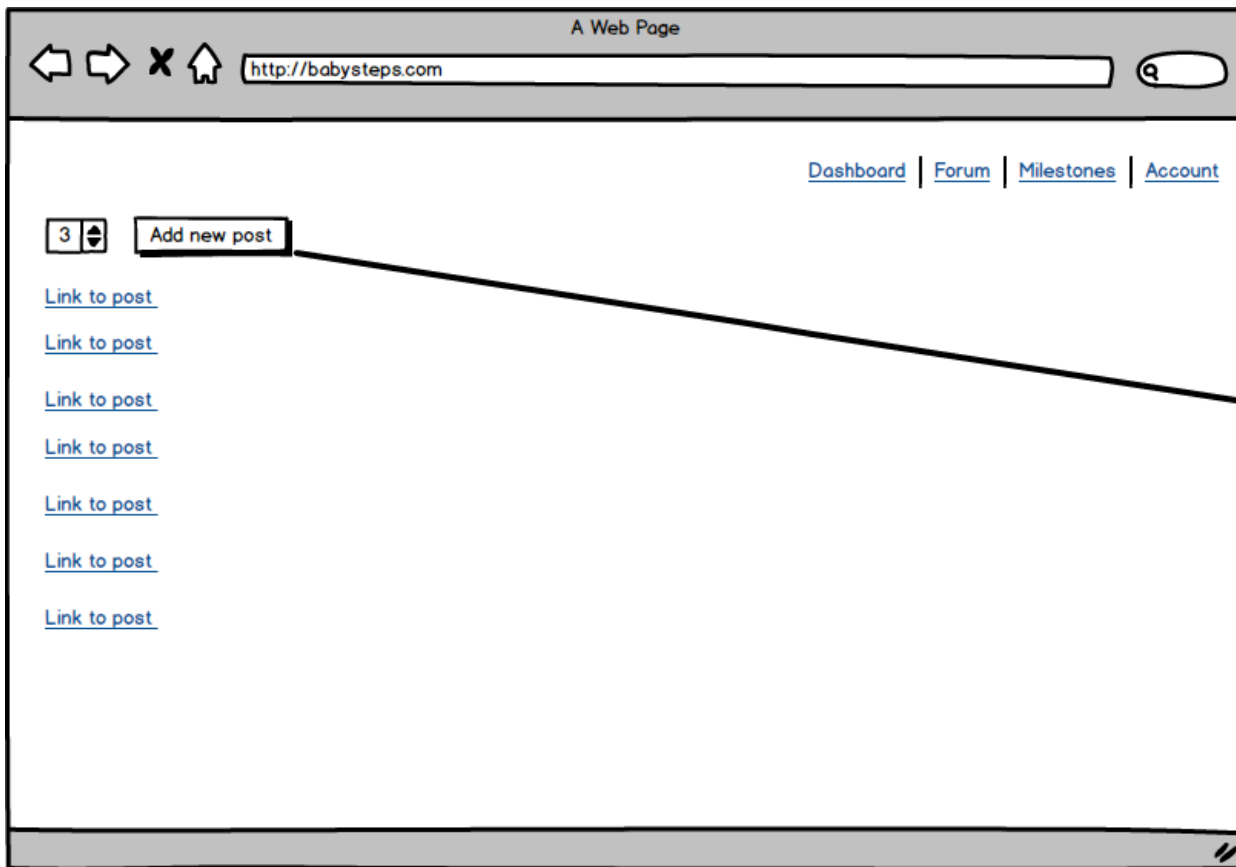 A Web Page
http://babysteps.com
Dashboard Forum Milestones Account
3 Add new post
Link to post
Link to post
Link to post
Link to post
Link to post
Link to post
Link to post